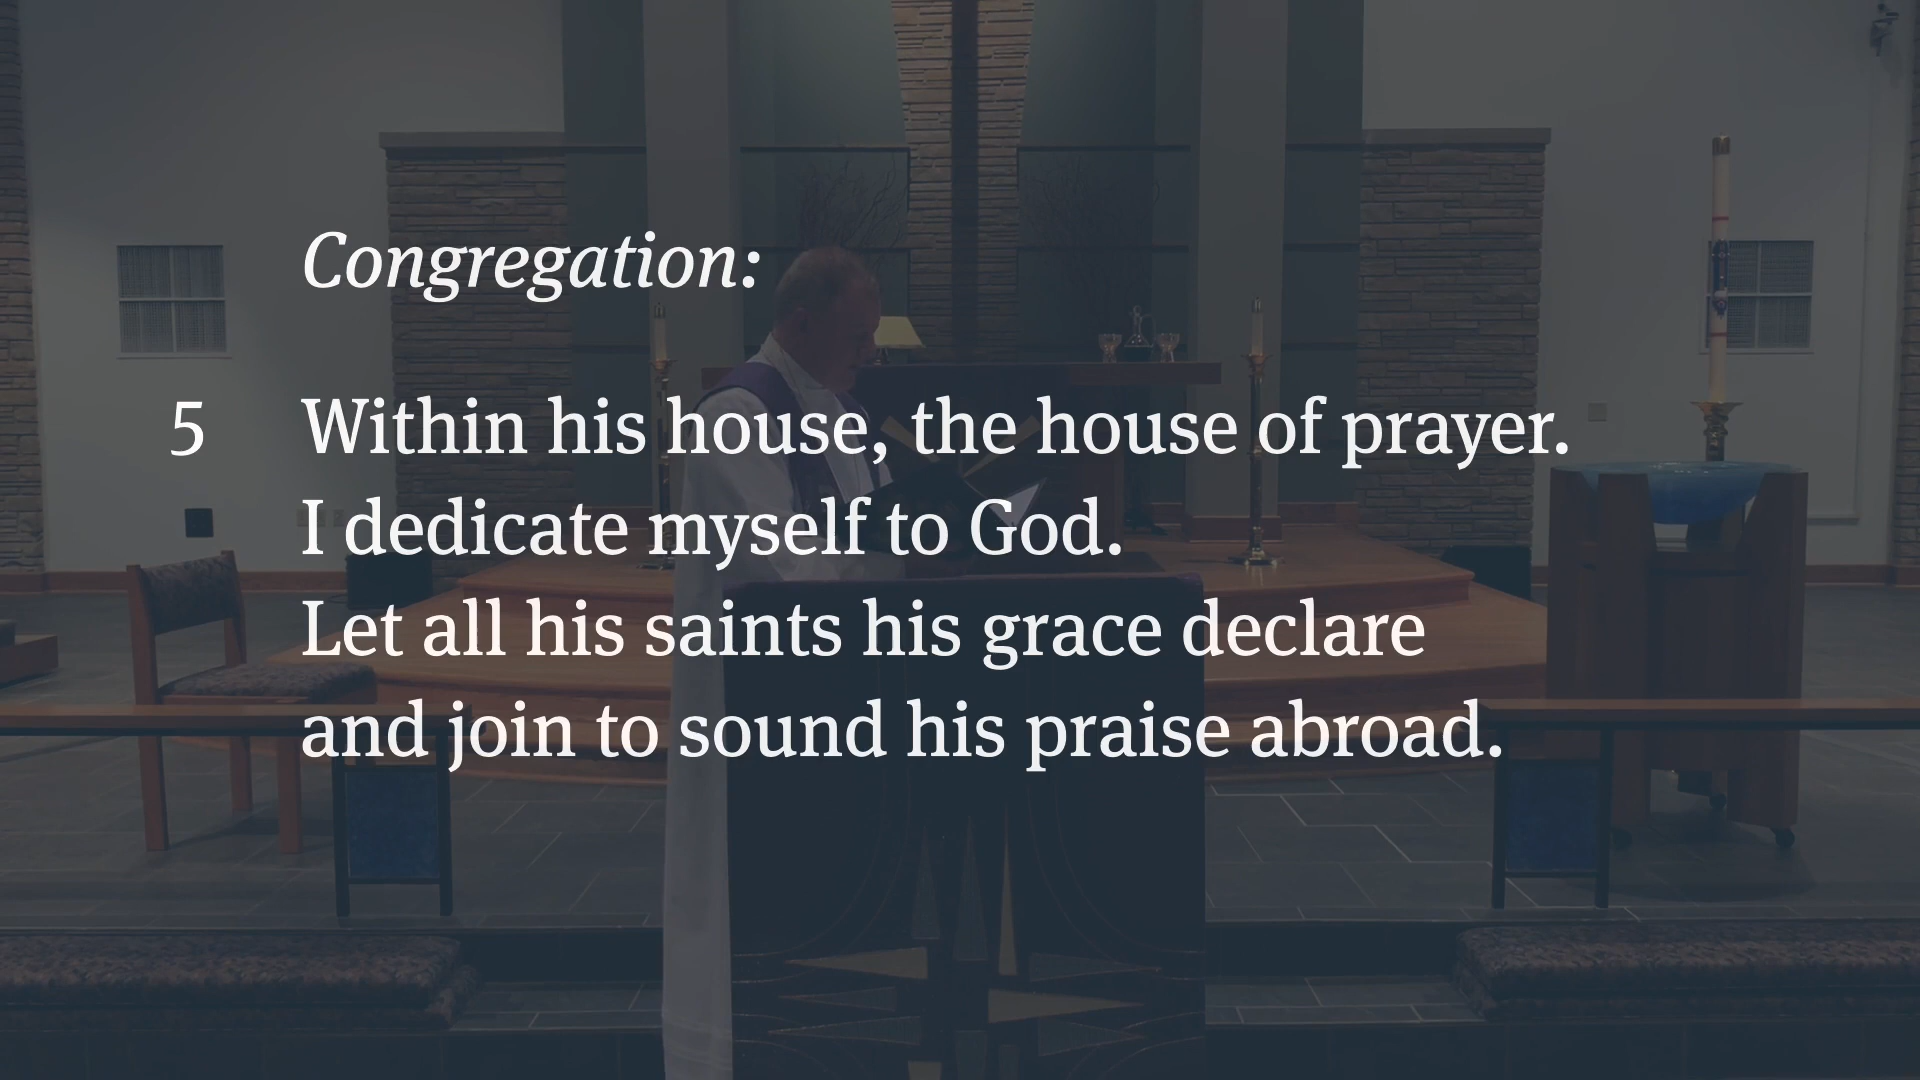 Congregation:
5 Within his house, the house of prayer.
I dedicate myself to God.
Let all his saints his grace declare
and join to sound his praise abroad.